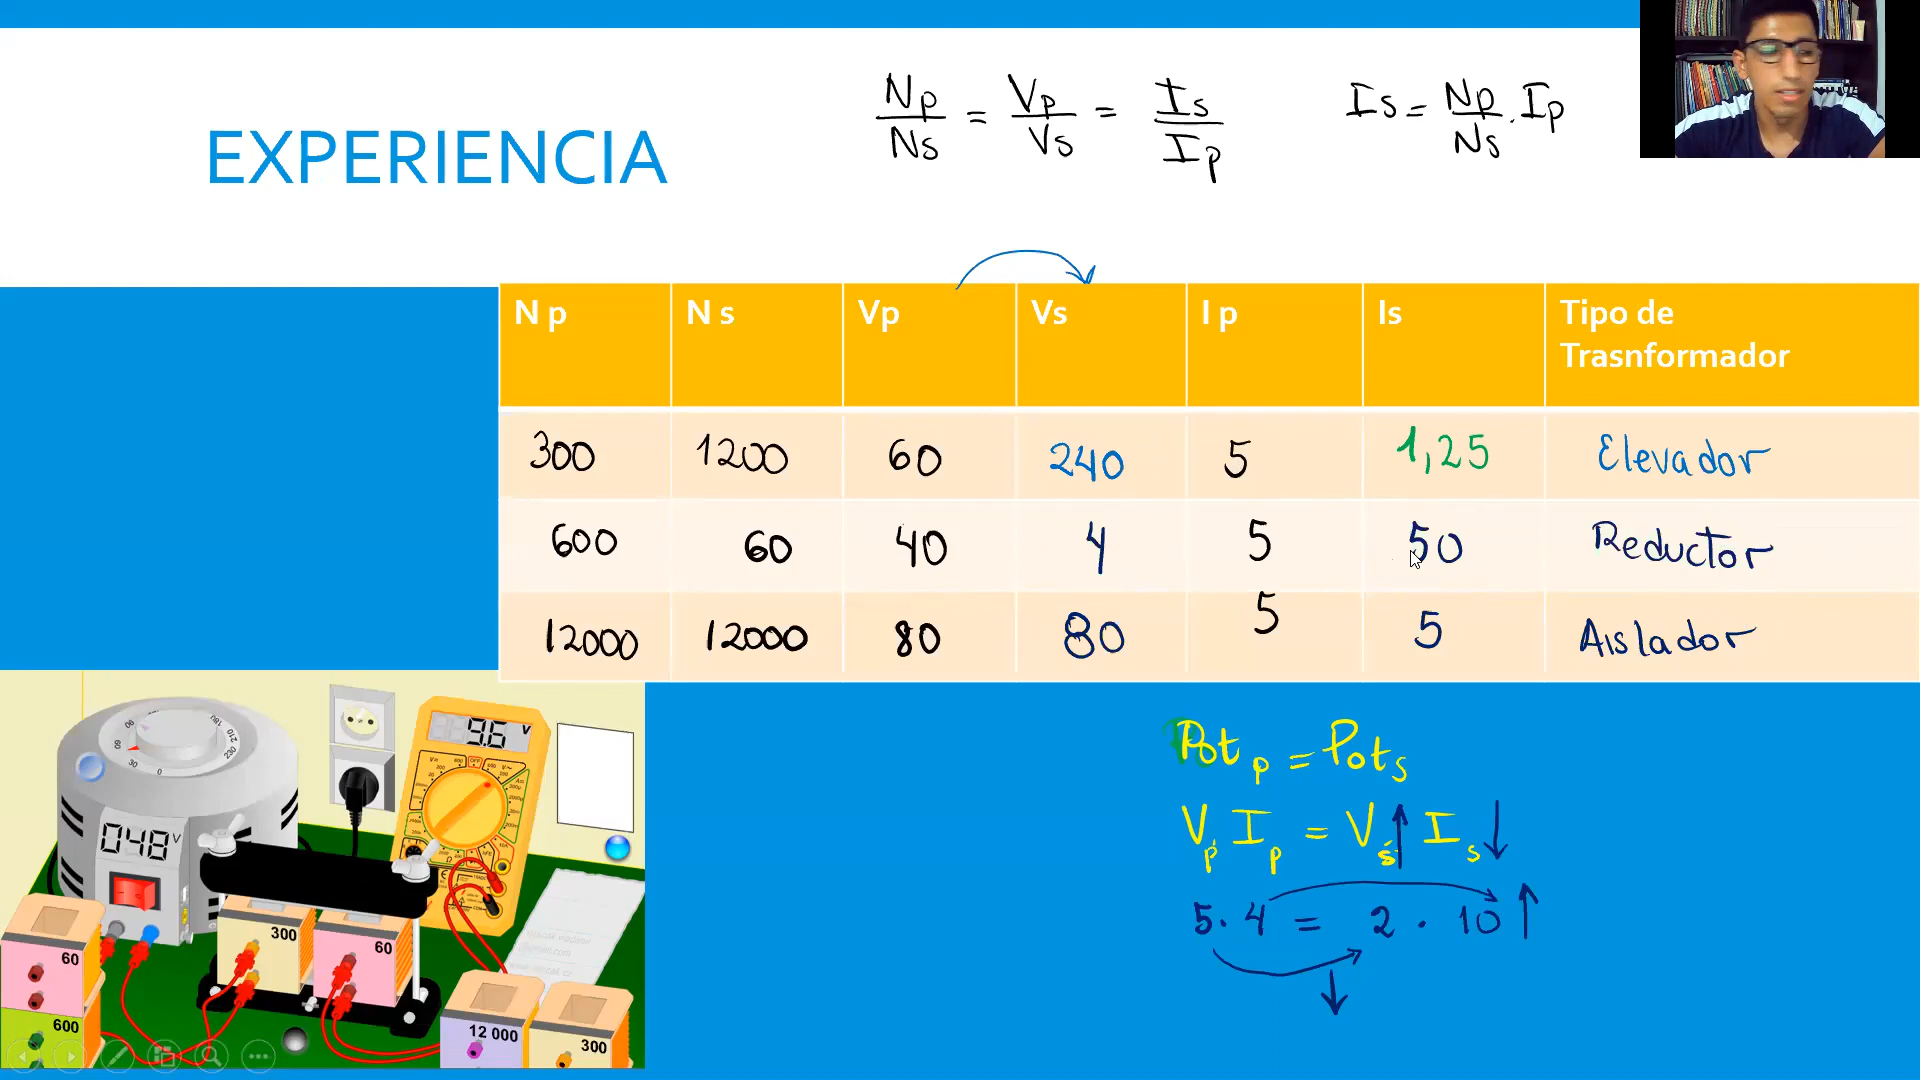 EXPERIENCIA
Np/Ns = Vp/Vs = Is/Ip
Is = Np/Ns . Ip
N p N s Vp Vs I p Is Tipo de Trasnformador
300 1200 60 240 5 1,25 Elevador
600 60 40 4 5 50 Reductor
12000 12000 80 80 5 5 Aislador
Pot p = Pot s
Vp Ip = Vs ↑ Is ↓
5 . 4 = 2 . 10 ↑
↓
9.6 V
048 V
300
60
60
600
12 000
300